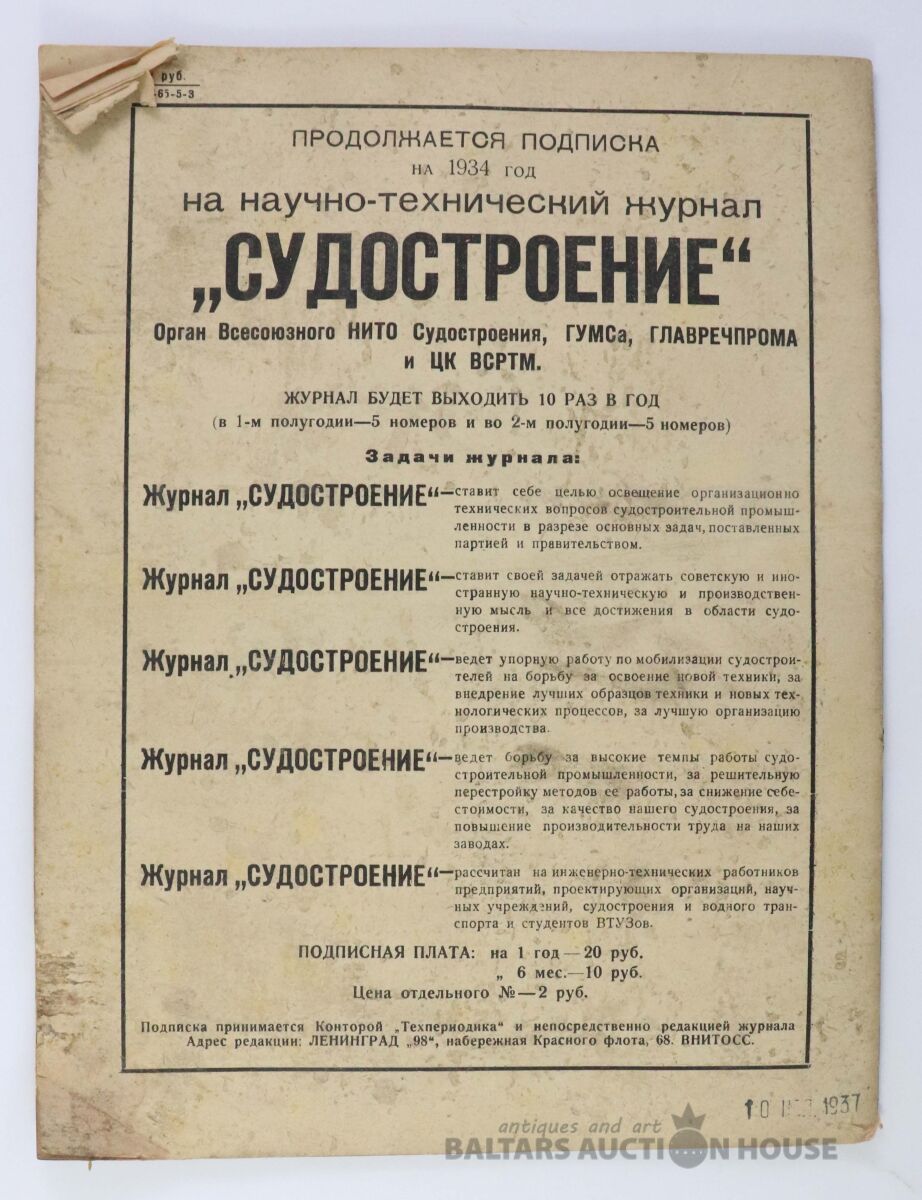 руб.
-65-5-3
ПРОДОЛЖАЕТСЯ ПОДПИСКА
НА 1934 ГОД
на научно-технический журнал
„СУДОСТРОЕНИЕ“
Орган Всесоюзного НИТО Судостроения, ГУМСа, ГЛАВРЕЧПРОМА
и ЦК ВСРТМ.
ЖУРНАЛ БУДЕТ ВЫХОДИТЬ 10 РАЗ В ГОД
(в 1-м полугодии—5 номеров и во 2-м полугодии—5 номеров)
Задачи журнала:
Журнал „СУДОСТРОЕНИЕ“—ставит себе целью освещение организационно
технических вопросов судостроительной промыш-
ленности в разрезе основных задач, поставленных
партией и правительством.
Журнал „СУДОСТРОЕНИЕ“—ставит своей задачей отражать советскую и ино-
странную научно-техническую и производствен-
ную мысль и все достижения в области судо-
строения.
Журнал „СУДОСТРОЕНИЕ“—ведет упорную работу по мобилизации судострои-
телей на борьбу за освоение новой техники, за
внедрение лучших образцов техники и новых тех-
нологических процессов, за лучшую организацию
производства.
Журнал „СУДОСТРОЕНИЕ“—ведет борьбу за высокие темпы работы судо-
строительной промышленности, за решительную
перестройку методов ее работы, за снижение себе-
стоимости, за качество нашего судостроения, за
повышение производительности труда на наших
заводах.
Журнал „СУДОСТРОЕНИЕ“—рассчитан на инженерно-технических работников
предприятий, проектирующих организаций, науч-
ных учреждений, судостроения и водного тран-
спорта и студентов ВТУЗов.
ПОДПИСНАЯ ПЛАТА: на 1 год—20 руб.
„ 6 мес.—10 руб.
Цена отдельного №—2 руб.
Подписка принимается Конторой „Техпериодика“ и непосредственно редакцией журнала
Адрес редакции: ЛЕНИНГРАД „98“, набережная Красного флота, 68. ВНИТОСС.
10 1937
antiques and art
BALTARS AUCTION HOUSE